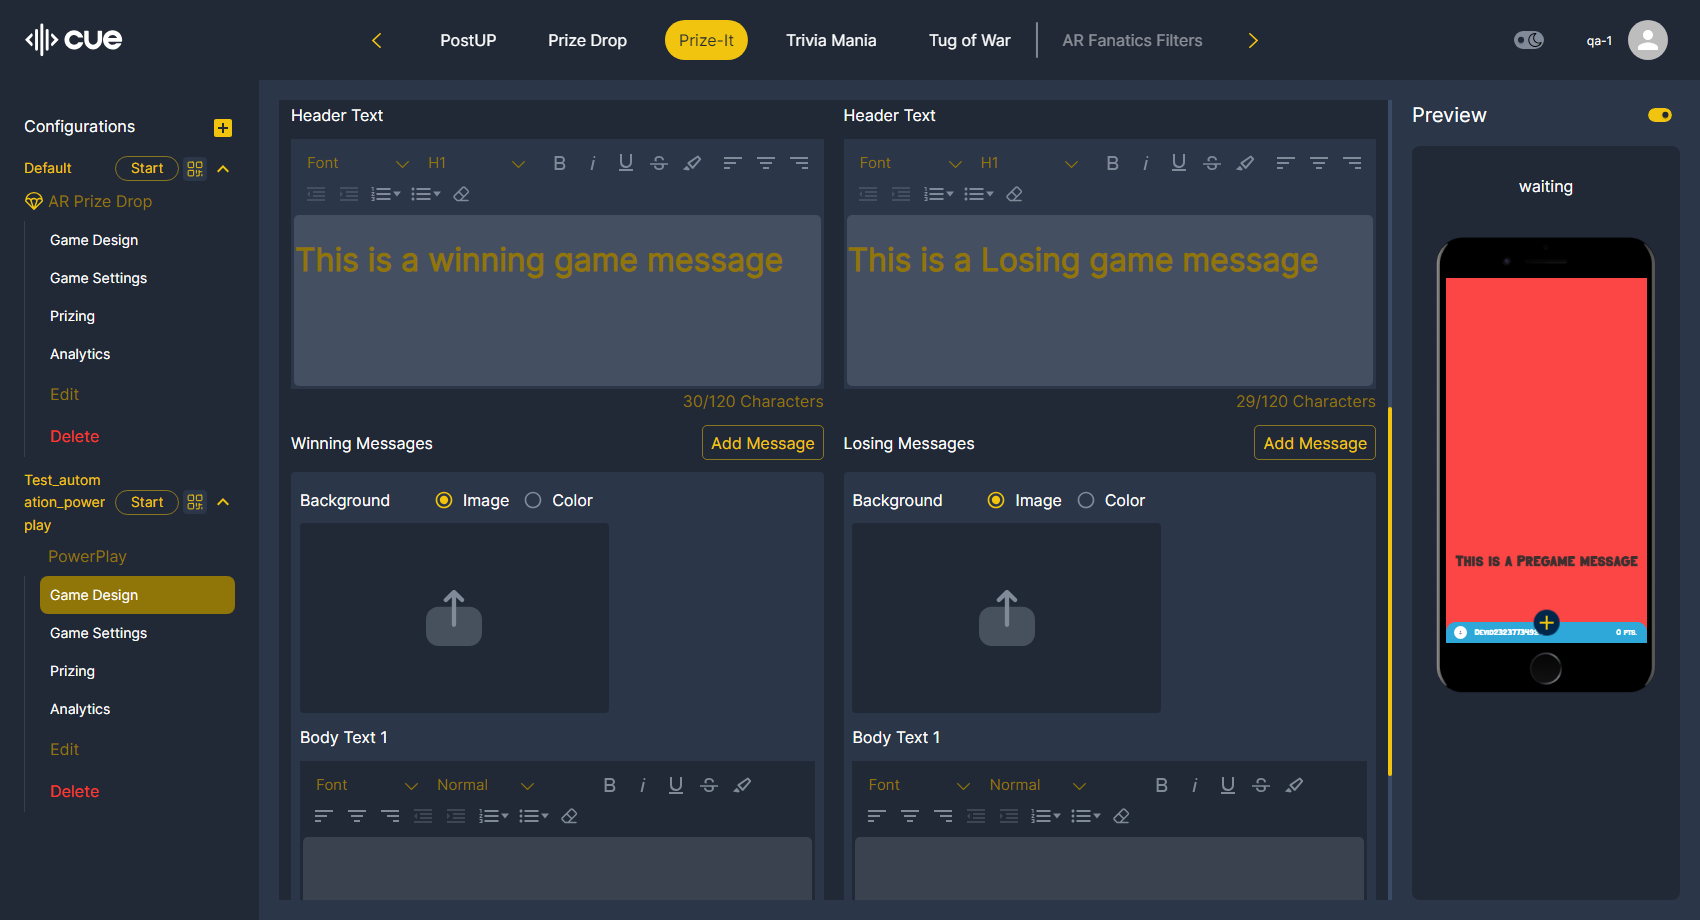 cue
PostUP
Prize Drop
Prize-It
Trivia Mania
Tug of War
AR Fanatics Filters
qa-1
Configurations
Default
Start
AR Prize Drop
Game Design
Game Settings
Prizing
Analytics
Edit
Delete
Test_autom
ation_power
play
Start
PowerPlay
Game Design
Game Settings
Prizing
Analytics
Edit
Delete
Header Text
Font
H1
This is a winning game message
30/120 Characters
Winning Messages
Add Message
Background
Image
Color
Body Text 1
Font
Normal
Header Text
Font
H1
This is a Losing game message
29/120 Characters
Losing Messages
Add Message
Background
Image
Color
Body Text 1
Font
Normal
Preview
waiting
This is a Pregame message
0 pts.